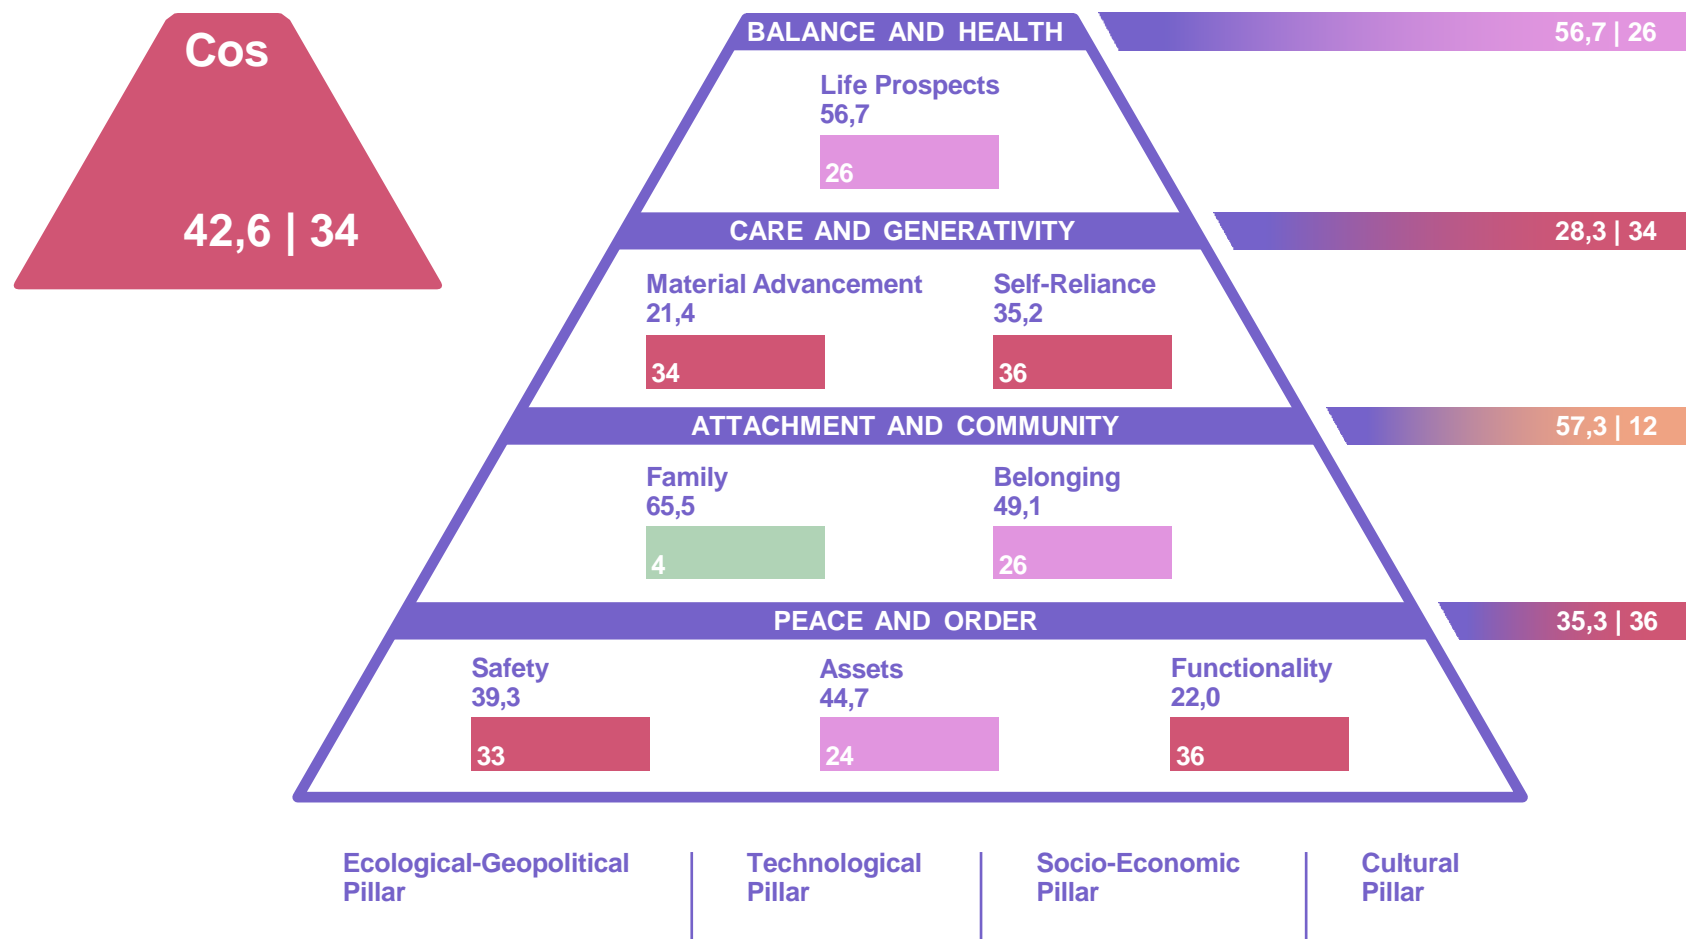 Cos
42,6 | 34
BALANCE AND HEALTH
56,7 | 26
Life Prospects
56,7
26
CARE AND GENERATIVITY
28,3 | 34
Material Advancement
21,4
34
Self-Reliance
35,2
36
ATTACHMENT AND COMMUNITY
57,3 | 12
Family
65,5
4
Belonging
49,1
26
PEACE AND ORDER
35,3 | 36
Safety
39,3
33
Assets
44,7
24
Functionality
22,0
36
Ecological-Geopolitical
Pillar
Technological
Pillar
Socio-Economic
Pillar
Cultural
Pillar